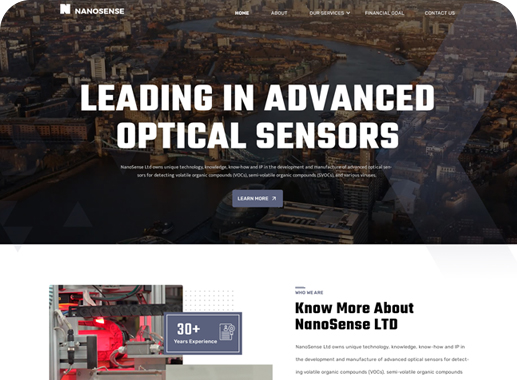 NANOSENSE
HOME ABOUT OUR SERVICES FINANCIAL GOAL CONTACT US
LEADING IN ADVANCED
OPTICAL SENSORS
NanoSense Ltd owns unique technology, knowledge, know-how and IP in the development and manufacture of advanced optical sen-
sors for detecting volatile organic compounds (VOCs), semi-volatile organic compounds (SVOCs), and various viruses.
LEARN MORE
30+
Years Experience
WHO WE ARE
Know More About
NanoSense LTD
NanoSense Ltd owns unique technology, knowledge, know-how and IP in
the development and manufacture of advanced optical sensors for detect-
ing volatile organic compounds (VOCs), semi-volatile organic compounds